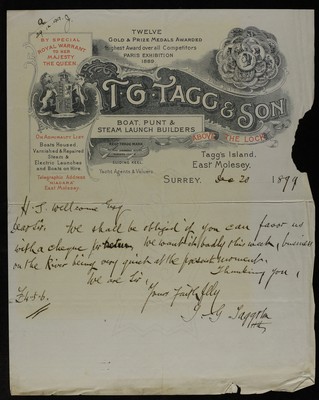 TWELVE
GOLD & PRIZE MEDALS AWARDED
Highest Award over all Competitors
PARIS EXHIBITION
1889
BY SPECIAL
ROYAL WARRANT
TO HER
MAJESTY
THE QUEEN
T.G. TAGG & SON
BOAT, PUNT &
STEAM LAUNCH BUILDERS
ABOVE THE LOCK
ON ADMIRALTY LIST
Boats Housed
Varnished & Repaired
Steam &
Electric Launches
and Boats on Hire
Telegraphic Address
East Molesey
Yacht Agents & Valuers.
Tagg's Island,
East Molesey,
SURREY. Dec 20 1899
H. S. Wellcome Esq
Dear Sir. We shall be obliged if you can favor us
with a cheque pr return. We want it badly this week, business
on the River being very quiet at the present moment.
Thanking you,
We are Sir
Yours faithfully
T. G Tagg & Son